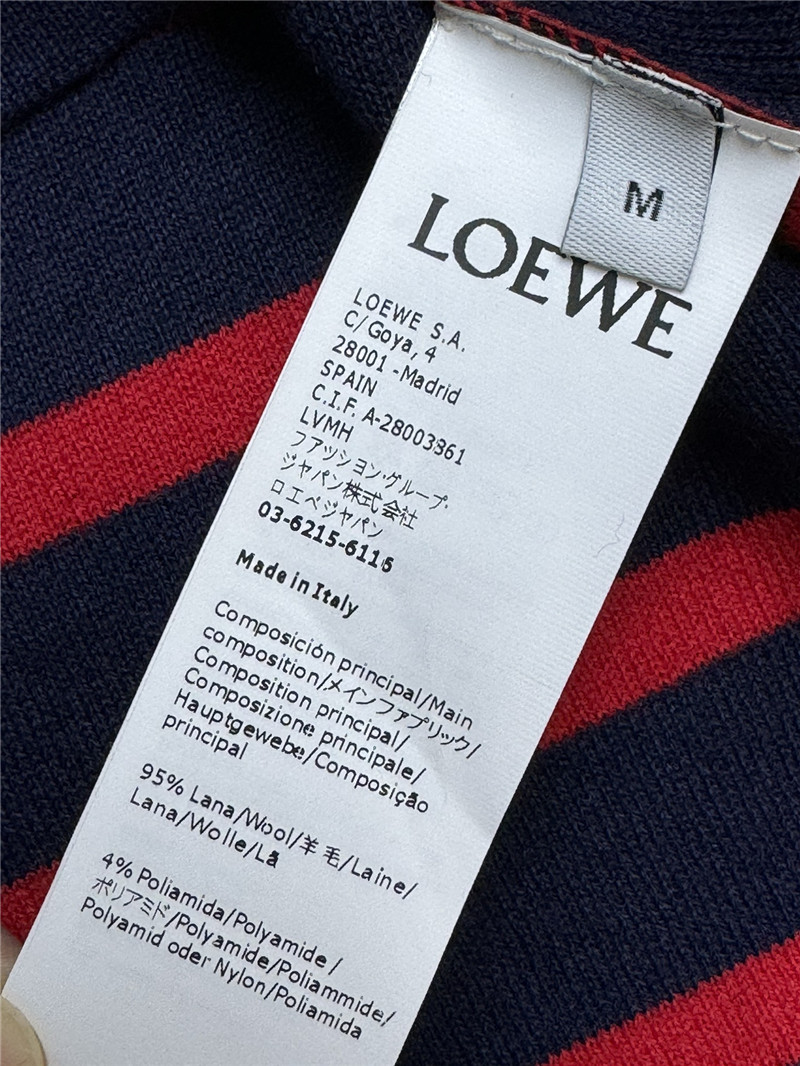 M
LOEWE
LOEWE S.A.
C/Goya, 4
28001 - Madrid
SPAIN
C.I.F. A-28003861
LVMH
ファッション・グループ・
ジャパン株式会社
ロエベジャパン
03-6215-6116
Made in Italy
Composición principal/Main
composition/メインファブリック/
Composition principal/
Composizione principale/
Hauptgewebe/Composição
principal
95% Lana/Wool/羊毛/Laine/
Lana/Wolle/Lã
4% Poliamida/Polyamide/
ポリアミド/Polyamide/Poliammide/
Polyamid oder Nylon/Poliamida